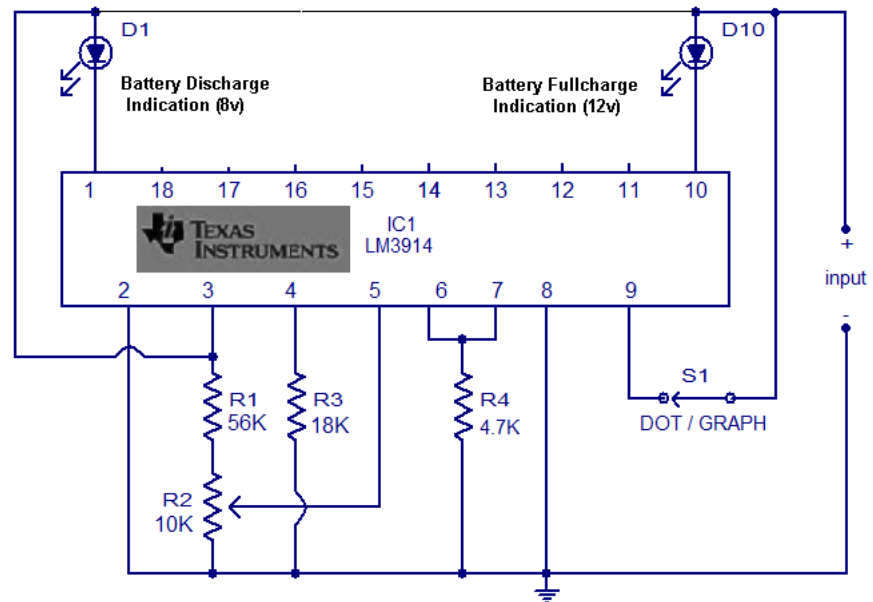 D1
D10
Battery Discharge
Indication (8v)
Battery Fullcharge
Indication (12v)
1 18 17 16 15 14 13 12 11 10
TEXAS
INSTRUMENTS
IC1
LM3914
2 3 4 5 6 7 8 9
+
input
-
R1
56K
R3
18K
R4
4.7K
S1
DOT / GRAPH
R2
10K